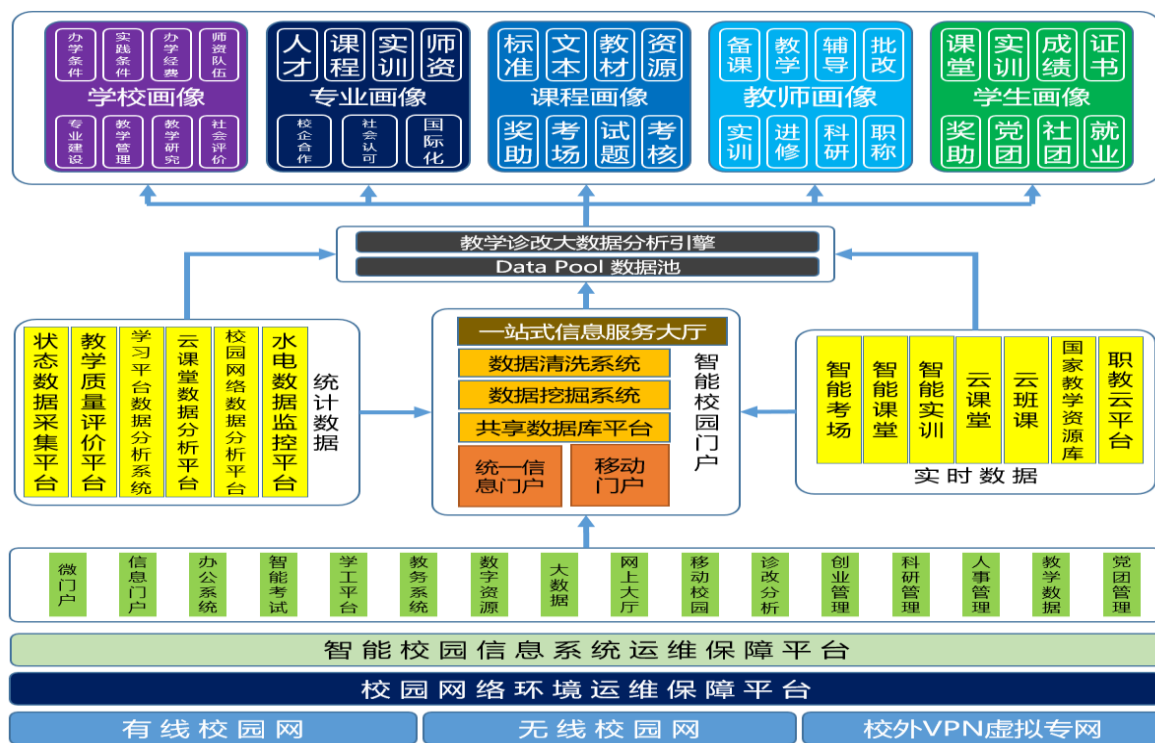 办学条件
实践条件
办学经费
师资队伍
学校画像
专业建设
教学管理
教学研究
社会评价
人才
课程
实训
师资
专业画像
校企合作
社会认可
国际化
标准
文本
教材
资源
课程画像
奖助
考场
试题
考核
备课
教学
辅导
批改
教师画像
实训
进修
科研
职称
课堂
实训
成绩
证书
学生画像
奖助
党团
社团
就业
教学诊改大数据分析引擎
Data Pool 数据池
状态数据采集平台
教学质量评价平台
学习平台数据分析系统
云课堂数据分析平台
校园网络数据分析平台
水电数据监控平台
统计数据
一站式信息服务大厅
数据清洗系统
数据挖掘系统
共享数据库平台
统一信息门户
移动门户
智能校园门户
智能考场
智能课堂
智能实训
云课堂
云班课
国家教学资源库
职教云平台
实时数据
微门户
信息门户
办公系统
智能考试
学工平台
教务系统
数字资源
大数据
网上大厅
移动校园
诊改分析
创业管理
科研管理
人事管理
教学数据
党团管理
智能校园信息系统运维保障平台
校园网络环境运维保障平台
有线校园网
无线校园网
校外VPN虚拟专网